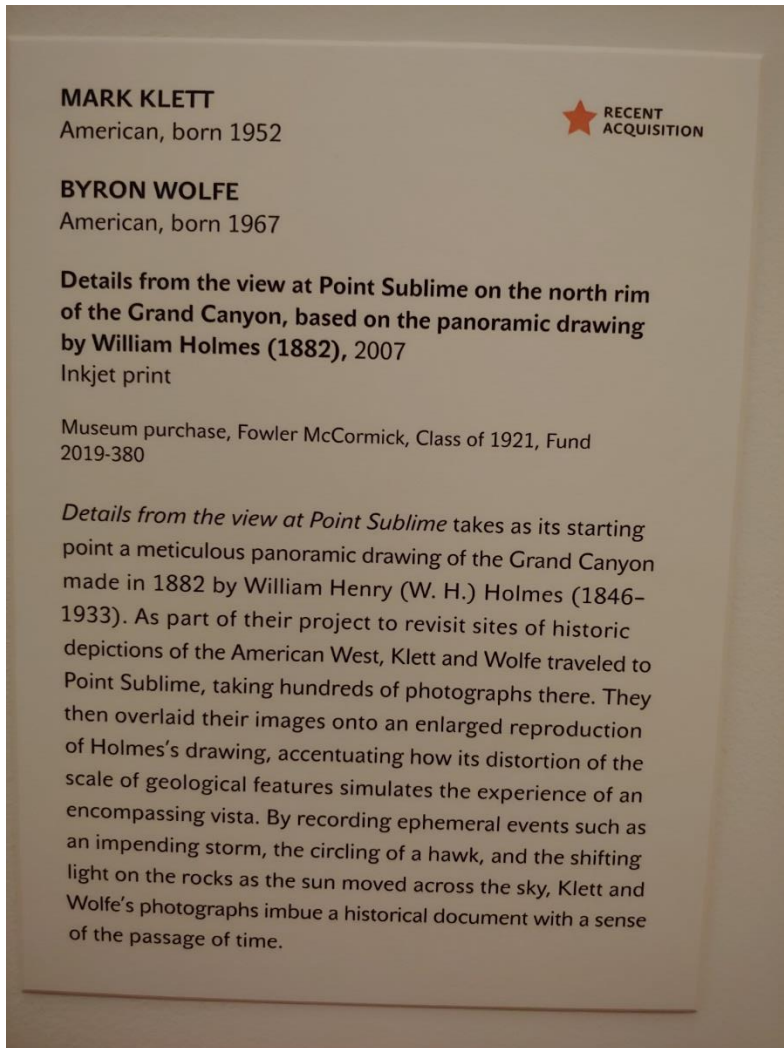 MARK KLETT
American, born 1952
RECENT
ACQUISITION
BYRON WOLFE
American, born 1967
Details from the view at Point Sublime on the north rim
of the Grand Canyon, based on the panoramic drawing
by William Holmes (1882), 2007
Inkjet print
Museum purchase, Fowler McCormick, Class of 1921, Fund
2019-380
Details from the view at Point Sublime takes as its starting
point a meticulous panoramic drawing of the Grand Canyon
made in 1882 by William Henry (W. H.) Holmes (1846–
1933). As part of their project to revisit sites of historic
depictions of the American West, Klett and Wolfe traveled to
Point Sublime, taking hundreds of photographs there. They
then overlaid their images onto an enlarged reproduction
of Holmes's drawing, accentuating how its distortion of the
scale of geological features simulates the experience of an
encompassing vista. By recording ephemeral events such as
an impending storm, the circling of a hawk, and the shifting
light on the rocks as the sun moved across the sky, Klett and
Wolfe's photographs imbue a historical document with a sense
of the passage of time.